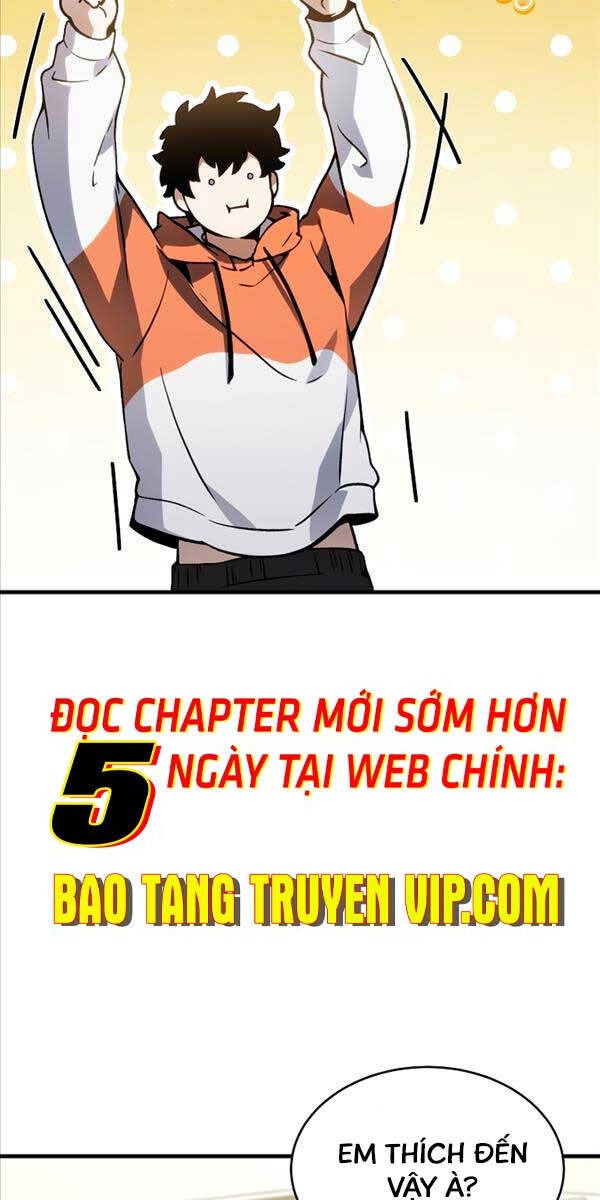 ĐỌC CHAPTER MỚI SỚM HƠN
5 NGÀY TẠI WEB CHÍNH:
BAO TANG TRUYEN VIP.COM
EM THÍCH ĐẾN
VẬY À?